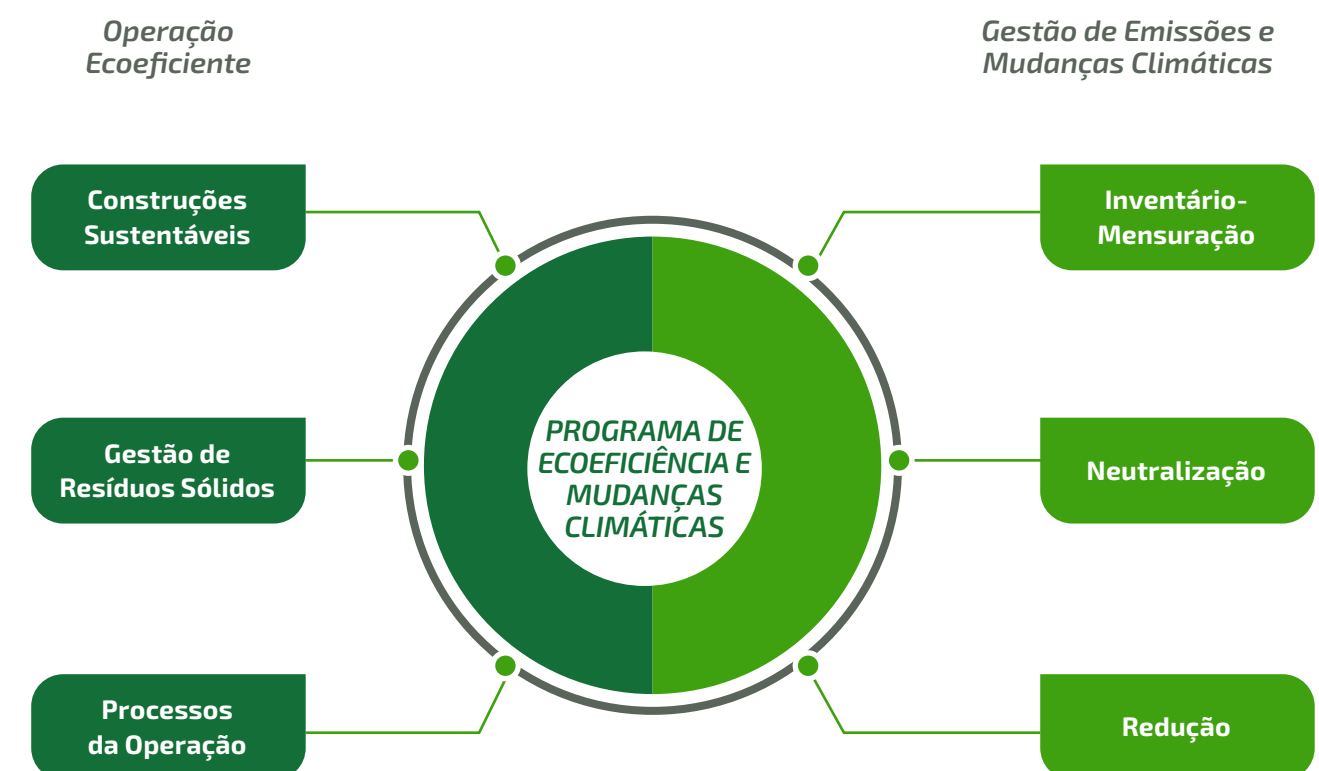 Operação
Ecoeficiente
Gestão de Emissões e
Mudanças Climáticas
Construções
Sustentáveis
Inventário-
Mensuração
Gestão de
Resíduos Sólidos
PROGRAMA DE
ECOEFICIÊNCIA E
MUDANÇAS
CLIMÁTICAS
Neutralização
Processos
da Operação
Redução